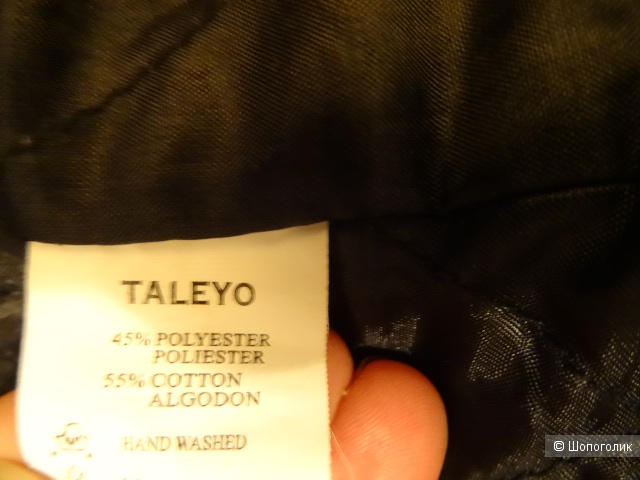 TALEYO
45% POLYESTER
POLIESTER
55% COTTON
ALGODON
HAND WASHED
© Шопоголик